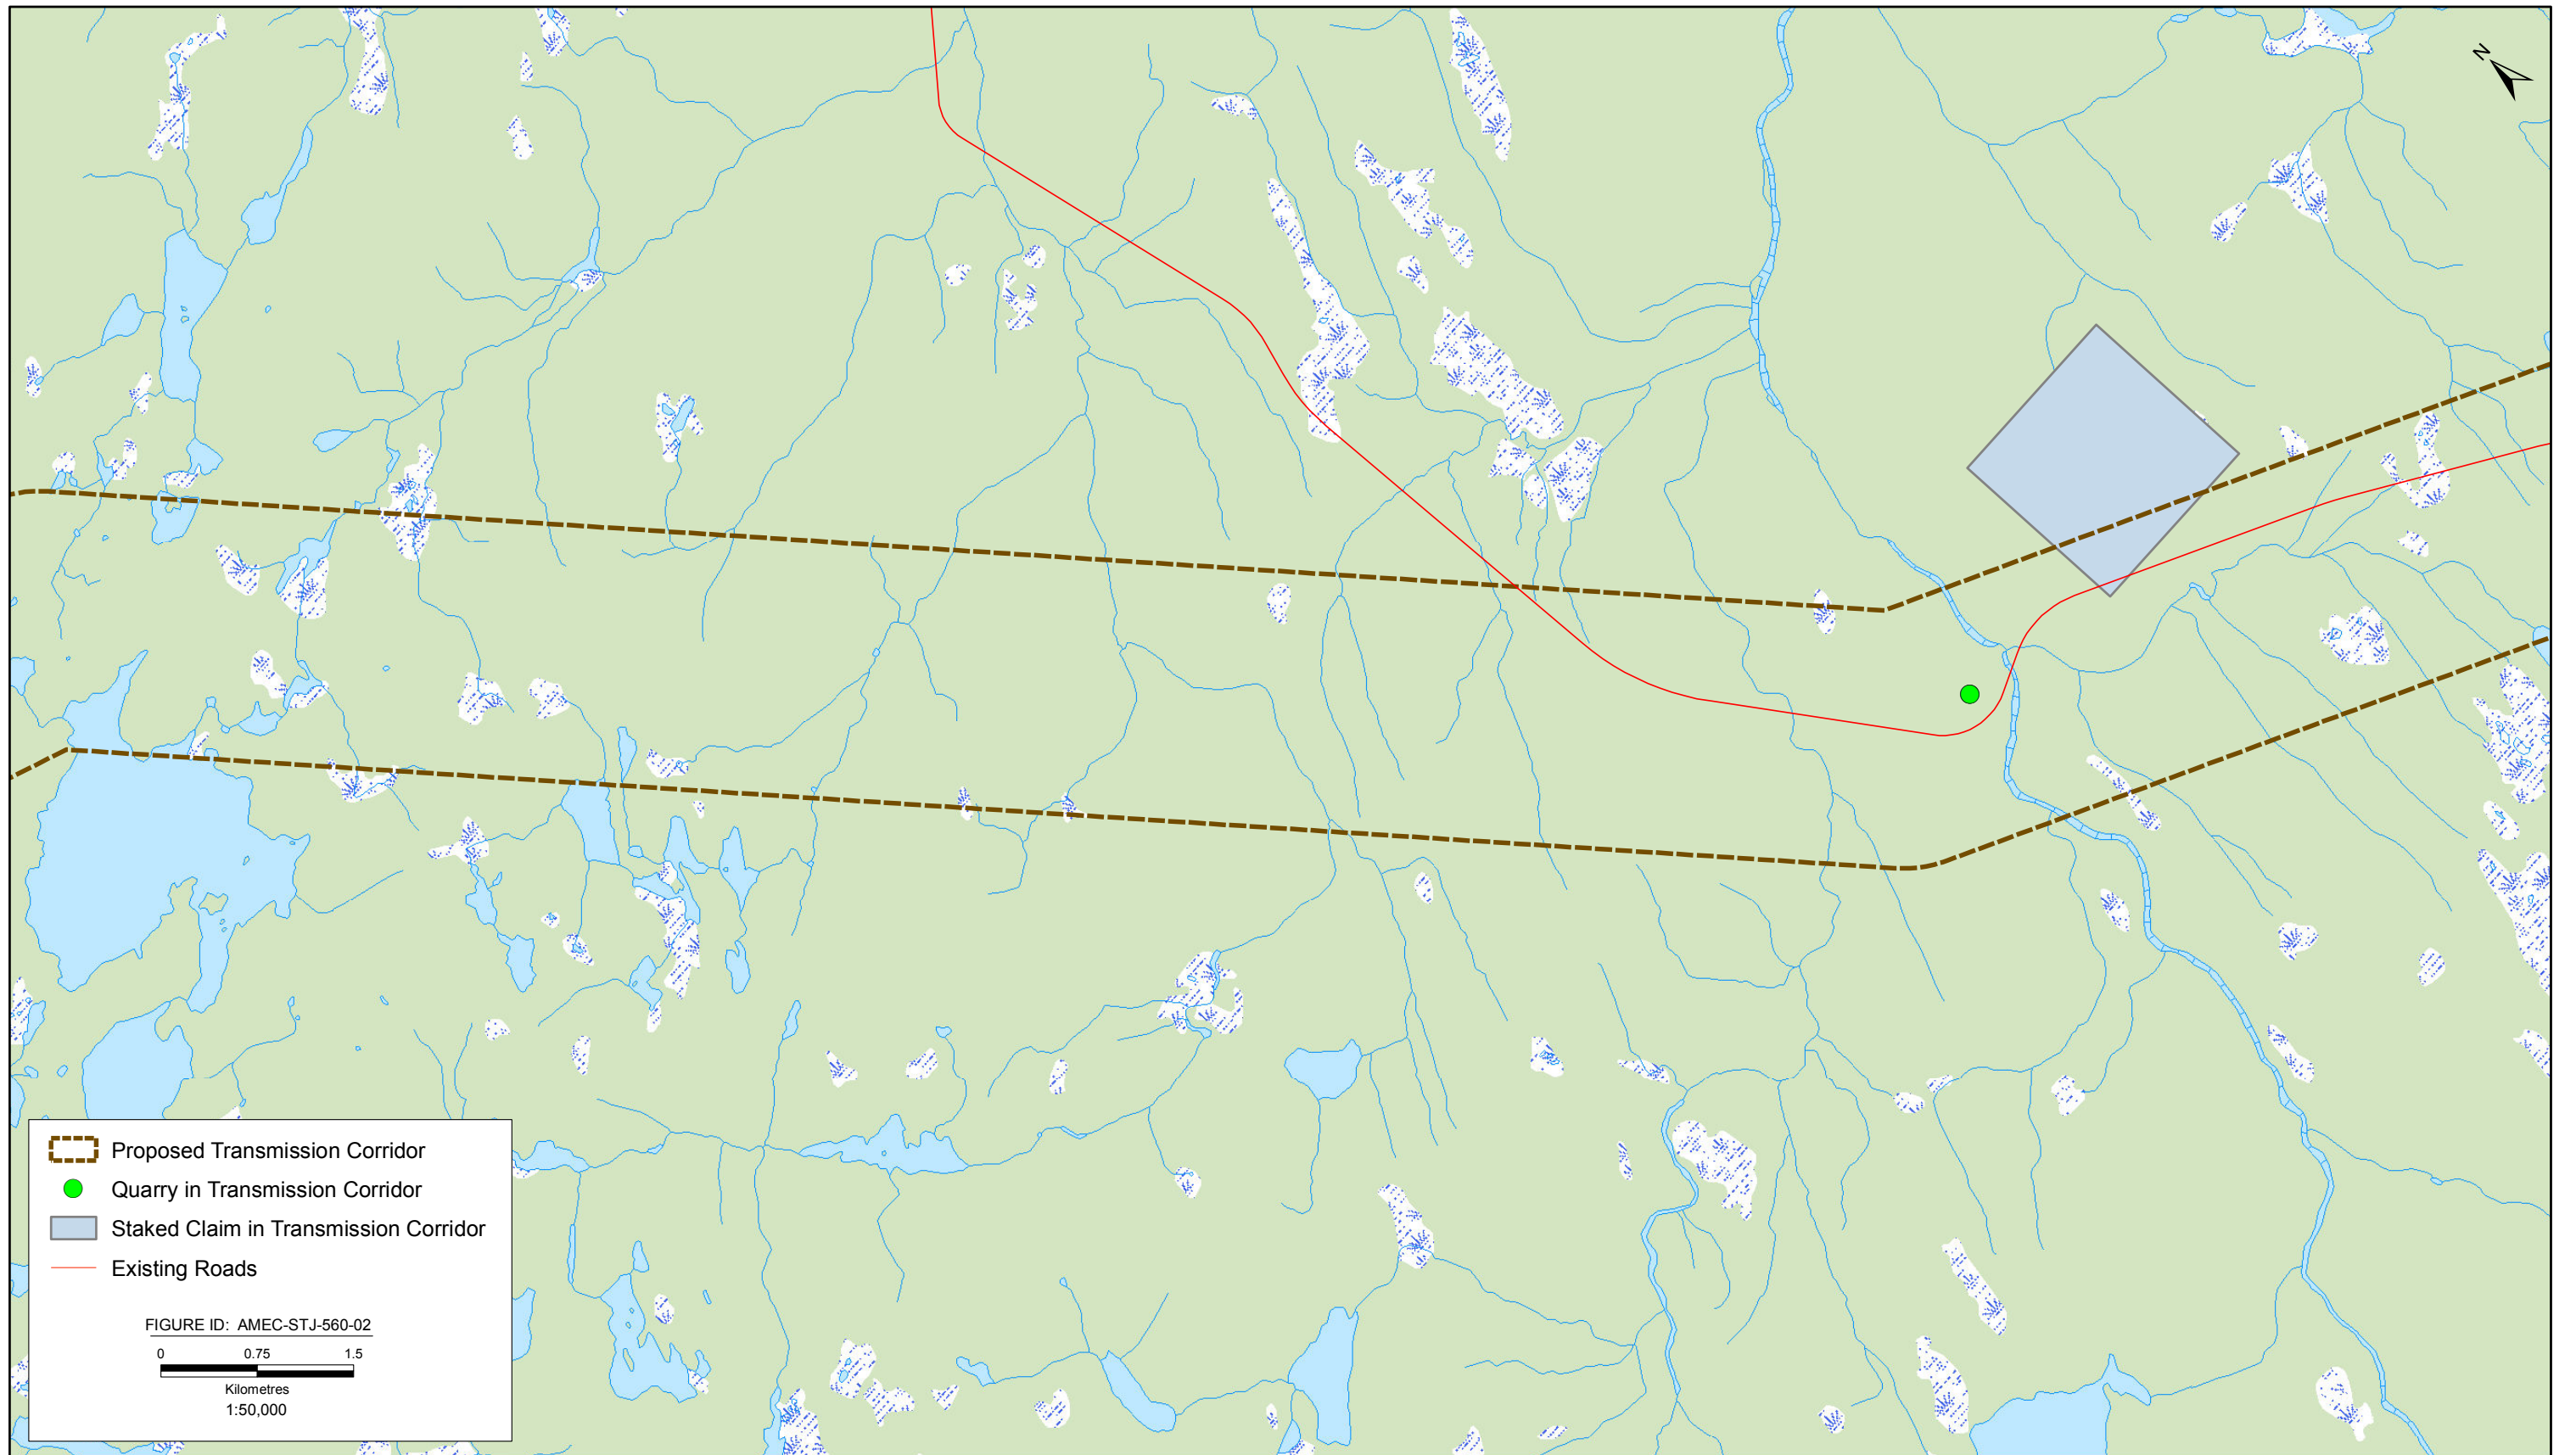 N
Proposed Transmission Corridor
Quarry in Transmission Corridor
Staked Claim in Transmission Corridor
Existing Roads
FIGURE ID: AMEC-STJ-560-02
0 0.75 1.5
Kilometres
1:50,000